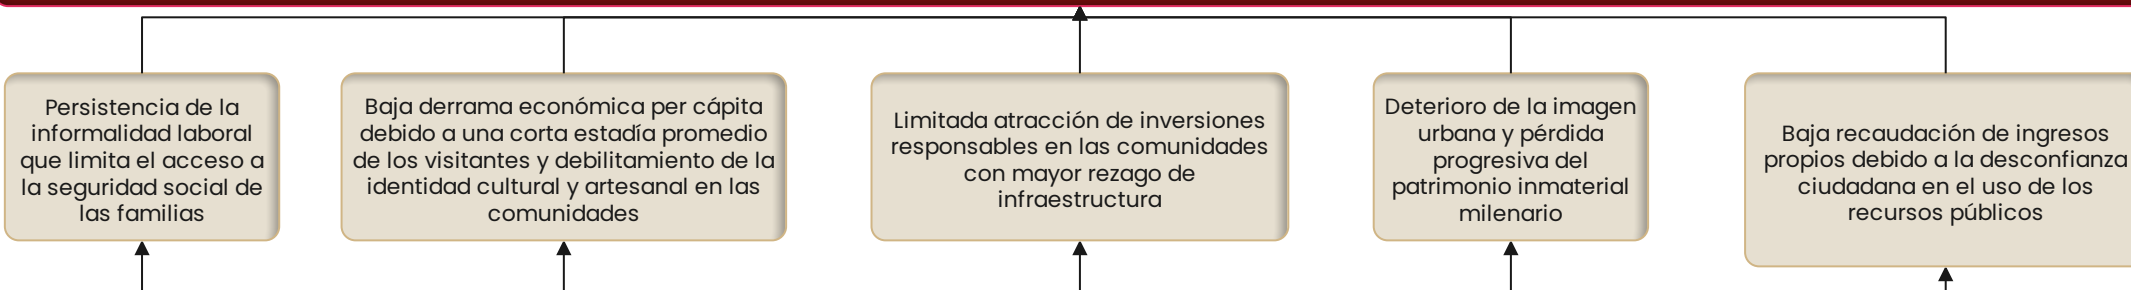 Persistencia de la
informalidad laboral
que limita el acceso a
la seguridad social de
las familias
Baja derrama económica per cápita
debido a una corta estadía promedio
de los visitantes y debilitamiento de la
identidad cultural y artesanal en las
comunidades
Limitada atracción de inversiones
responsables en las comunidades
con mayor rezago de
infraestructura
Deterioro de la imagen
urbana y pérdida
progresiva del
patrimonio inmaterial
milenario
Baja recaudación de ingresos
propios debido a la desconfianza
ciudadana en el uso de los
recursos públicos